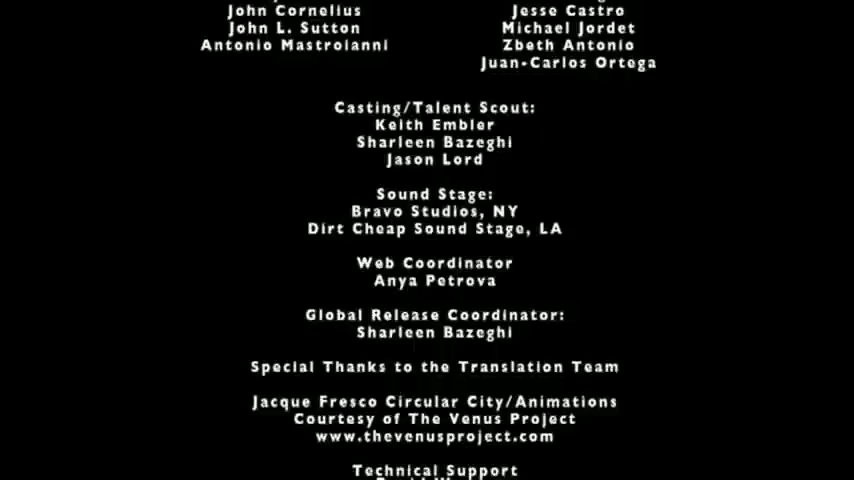 John Cornelius
John L. Sutton
Antonio Mastroianni
Jesse Castro
Michael Jordet
Zbeth Antonio
Juan-Carlos Ortega
Casting/Talent Scout:
Keith Embler
Sharleen Bazeghi
Jason Lord
Sound Stage:
Bravo Studios, NY
Dirt Cheap Sound Stage, LA
Web Coordinator
Anya Petrova
Global Release Coordinator:
Sharleen Bazeghi
Special Thanks to the Translation Team
Jacque Fresco Circular City/Animations
Courtesy of The Venus Project
www.thevenusproject.com
Technical Support